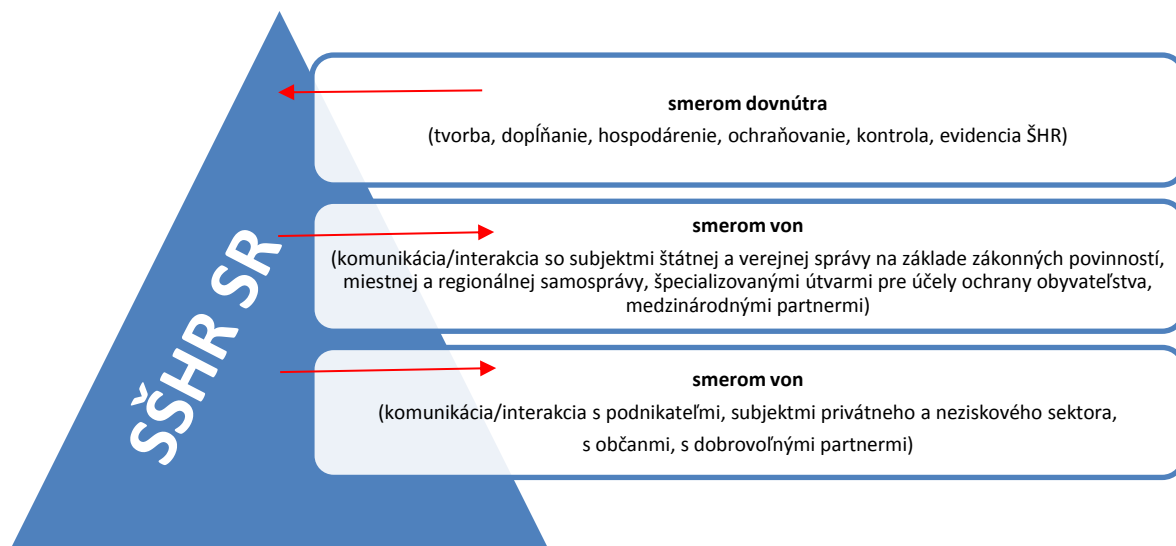 SŠHR SR
smerom dovnútra
(tvorba, dopĺňanie, hospodárenie, ochraňovanie, kontrola, evidencia ŠHR)
smerom von
(komunikácia/interakcia so subjektmi štátnej a verejnej správy na základe zákonných povinností,
miestnej a regionálnej samosprávy, špecializovanými útvarmi pre účely ochrany obyvateľstva,
medzinárodnými partnermi)
smerom von
(komunikácia/interakcia s podnikateľmi, subjektmi privátneho a neziskového sektora,
s občanmi, s dobrovoľnými partnermi)